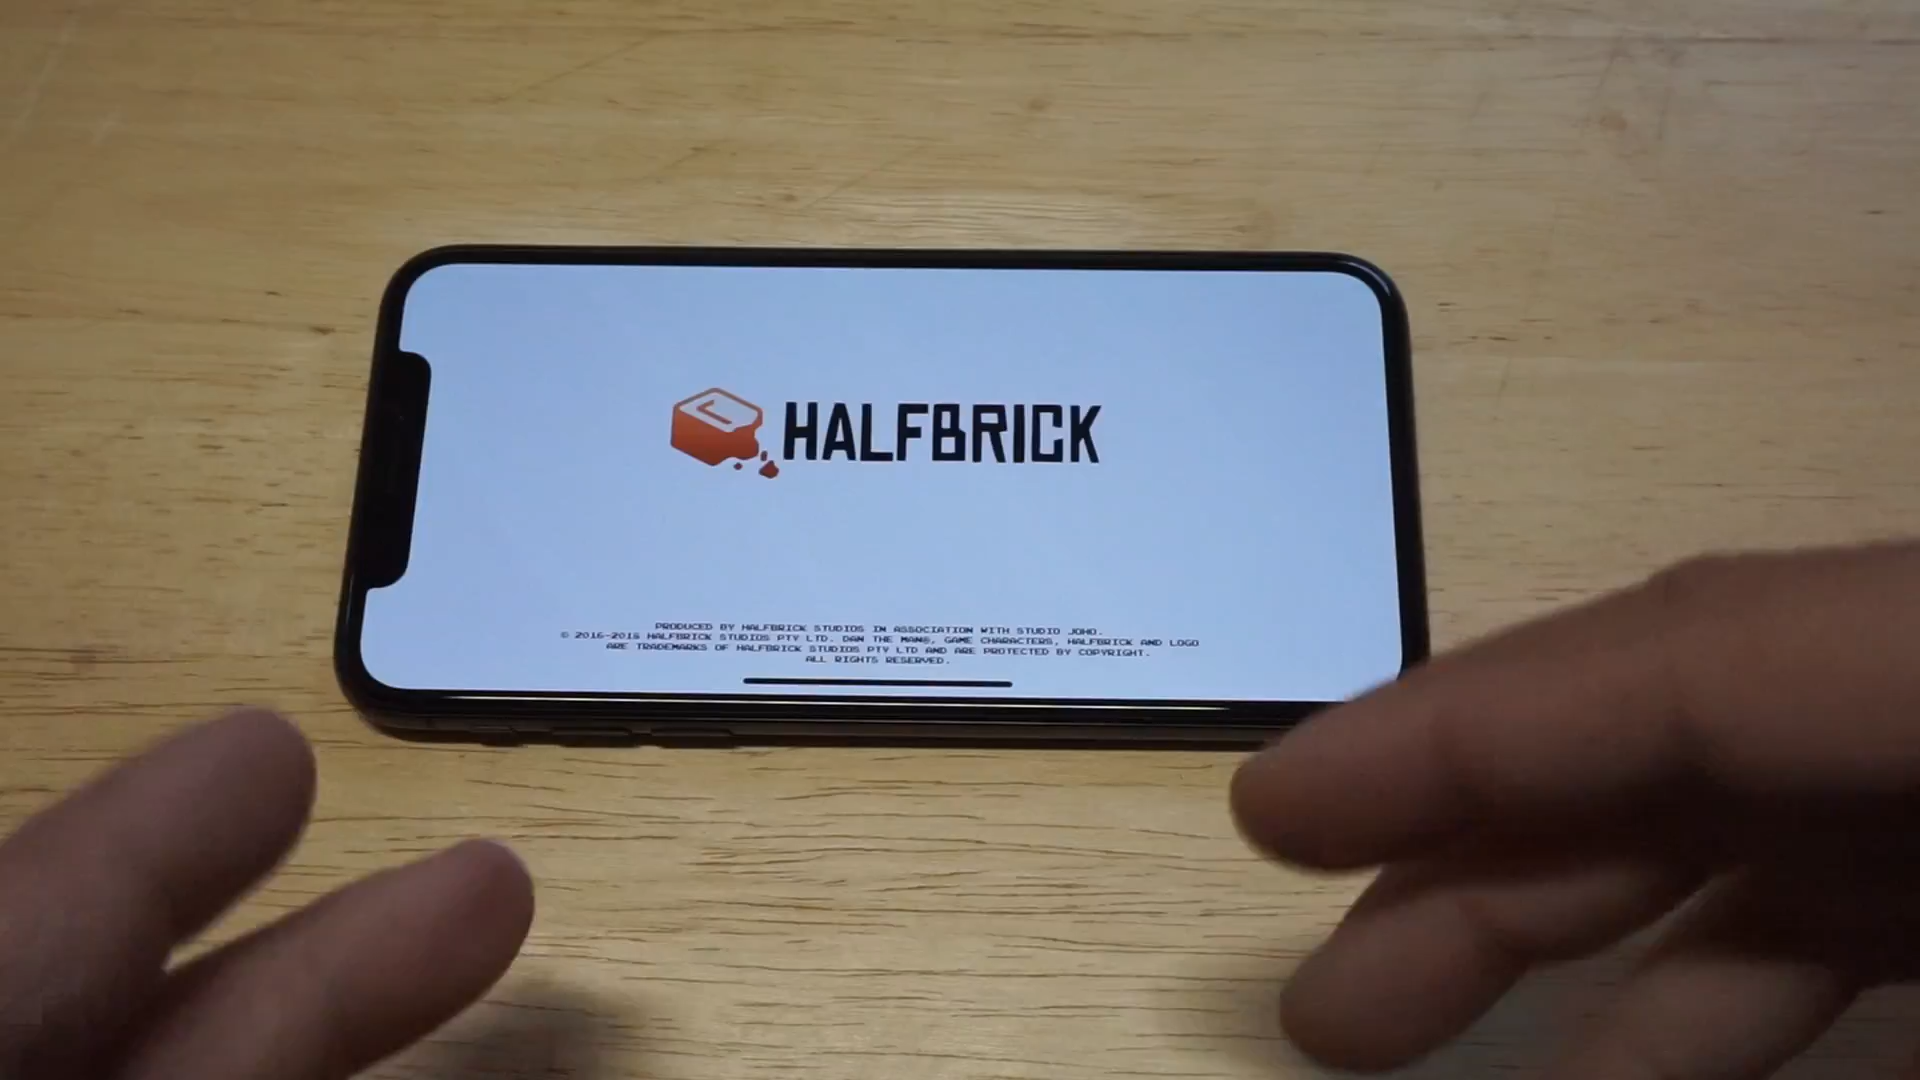 HALFBRICK
PRODUCED BY HALFBRICK STUDIOS IN ASSOCIATION WITH STUDIO JOHO.
© 2016-2018 HALFBRICK STUDIOS PTY LTD. DAN THE MAN®, GAME CHARACTERS, HALFBRICK AND LOGO
ARE TRADEMARKS OF HALFBRICK STUDIOS PTY LTD AND ARE PROTECTED BY COPYRIGHT.
ALL RIGHTS RESERVED.